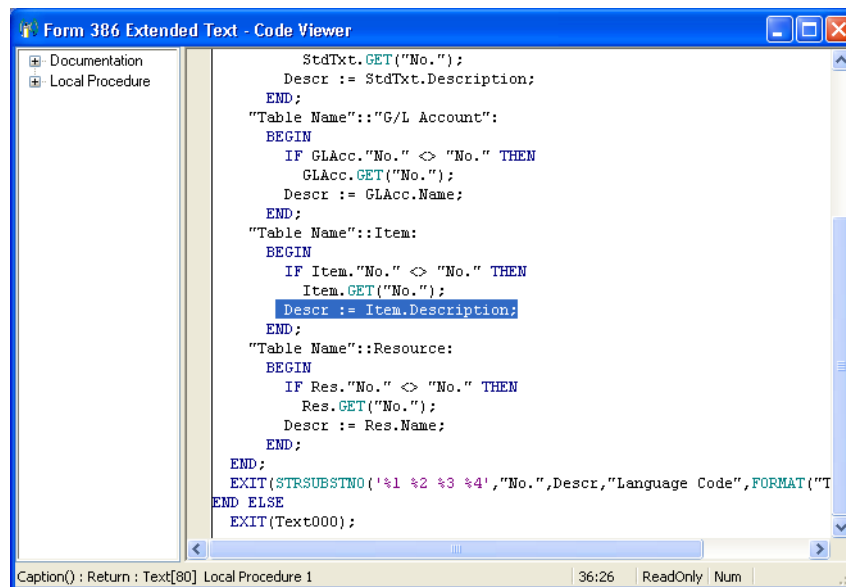 Form 386 Extended Text - Code Viewer
Documentation
Local Procedure
StdTxt.GET("No.");
Descr := StdTxt.Description;
END;
"Table Name"::"G/L Account":
BEGIN
IF GLAcc."No." <> "No." THEN
GLAcc.GET("No.");
Descr := GLAcc.Name;
END;
"Table Name"::Item:
BEGIN
IF Item."No." <> "No." THEN
Item.GET("No.");
Descr := Item.Description;
END;
"Table Name"::Resource:
BEGIN
IF Res."No." <> "No." THEN
Res.GET("No.");
Descr := Res.Name;
END;
END;
EXIT(STRSUBSTNO('%1 %2 %3 %4',"No.",Descr,"Language Code",FORMAT("T
END ELSE
EXIT(Text000);
Caption() : Return : Text[80] Local Procedure 1 36:26 ReadOnly Num